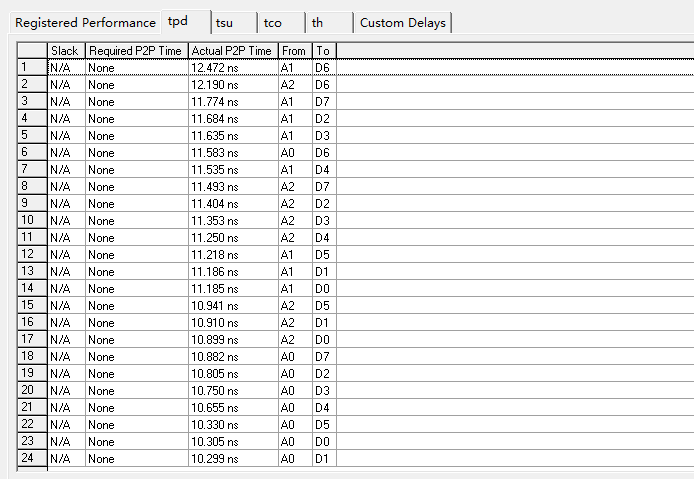 Registered Performance tpd tsu tco th Custom Delays
Slack Required P2P Time Actual P2P Time From To
1 N/A None 12.472 ns A1 D6
2 N/A None 12.190 ns A2 D6
3 N/A None 11.774 ns A1 D7
4 N/A None 11.684 ns A1 D2
5 N/A None 11.635 ns A1 D3
6 N/A None 11.583 ns A0 D6
7 N/A None 11.535 ns A1 D4
8 N/A None 11.493 ns A2 D7
9 N/A None 11.404 ns A2 D2
10 N/A None 11.353 ns A2 D3
11 N/A None 11.250 ns A2 D4
12 N/A None 11.218 ns A1 D5
13 N/A None 11.186 ns A1 D1
14 N/A None 11.185 ns A1 D0
15 N/A None 10.941 ns A2 D5
16 N/A None 10.910 ns A2 D1
17 N/A None 10.899 ns A2 D0
18 N/A None 10.882 ns A0 D7
19 N/A None 10.805 ns A0 D2
20 N/A None 10.750 ns A0 D3
21 N/A None 10.655 ns A0 D4
22 N/A None 10.330 ns A0 D5
23 N/A None 10.305 ns A0 D0
24 N/A None 10.299 ns A0 D1